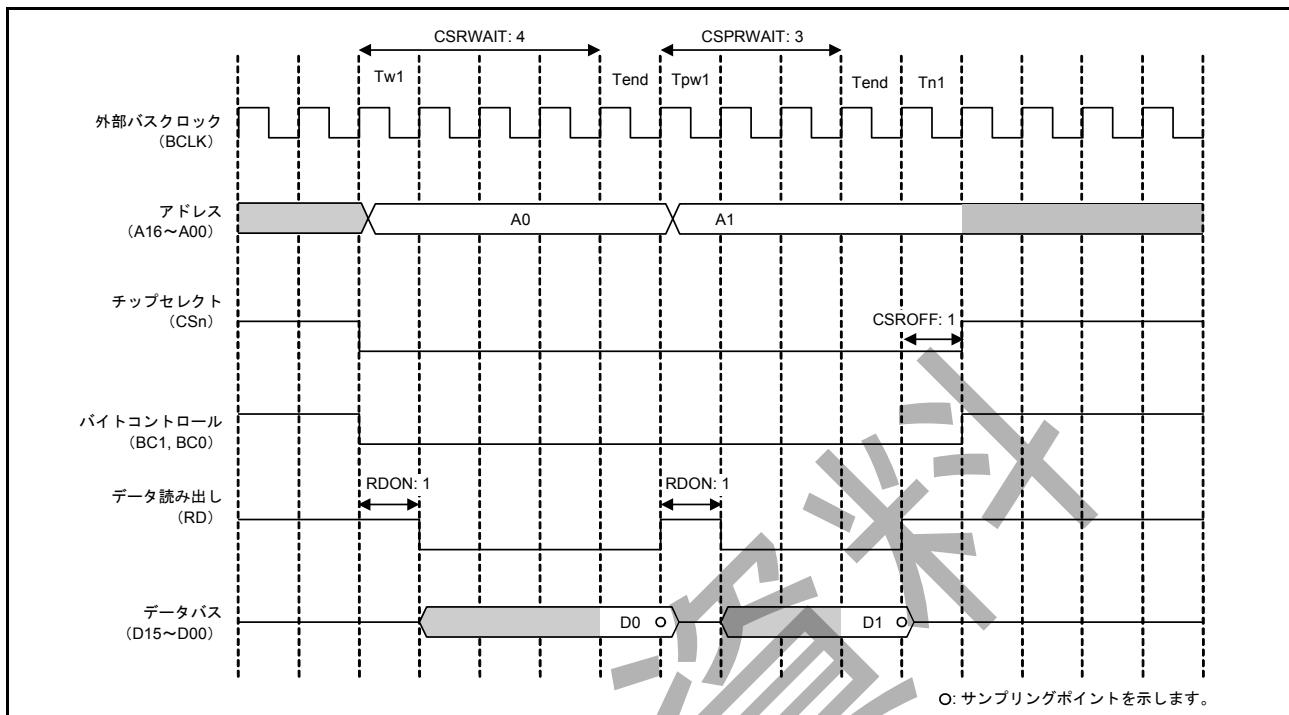 CSRWAIT: 4
CSPRWAIT: 3
Tw1
Tend
Tpw1
Tend
Tn1
外部バスクロック
（BCLK）
アドレス
（A16～A00）
A0
A1
チップセレクト
（CSn）
CSROFF: 1
バイトコントロール
（BC1, BC0）
データ読み出し
（RD）
RDON: 1
RDON: 1
データバス
（D15～D00）
D0
D1
O: サンプリングポイントを示します。
資料